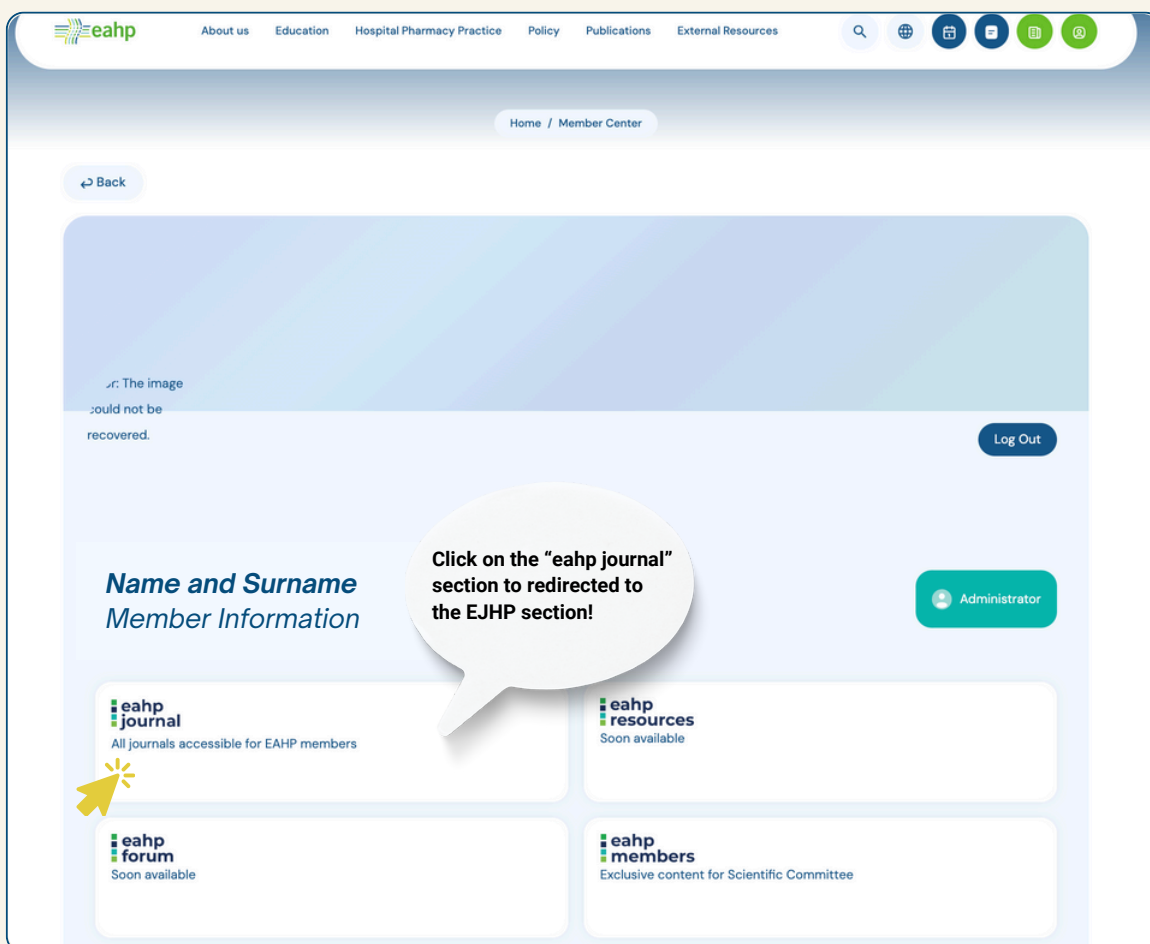 eahp
About us Education Hospital Pharmacy Practice Policy Publications External Resources
Home / Member Center
Back
The image
could not be
recovered.
Log Out
Click on the “eahp journal”
section to redirected to
the EJHP section!
Name and Surname
Member Information
Administrator
eahp
journal
All journals accessible for EAHP members
eahp
resources
Soon available
eahp
forum
Soon available
eahp
members
Exclusive content for Scientific Committee